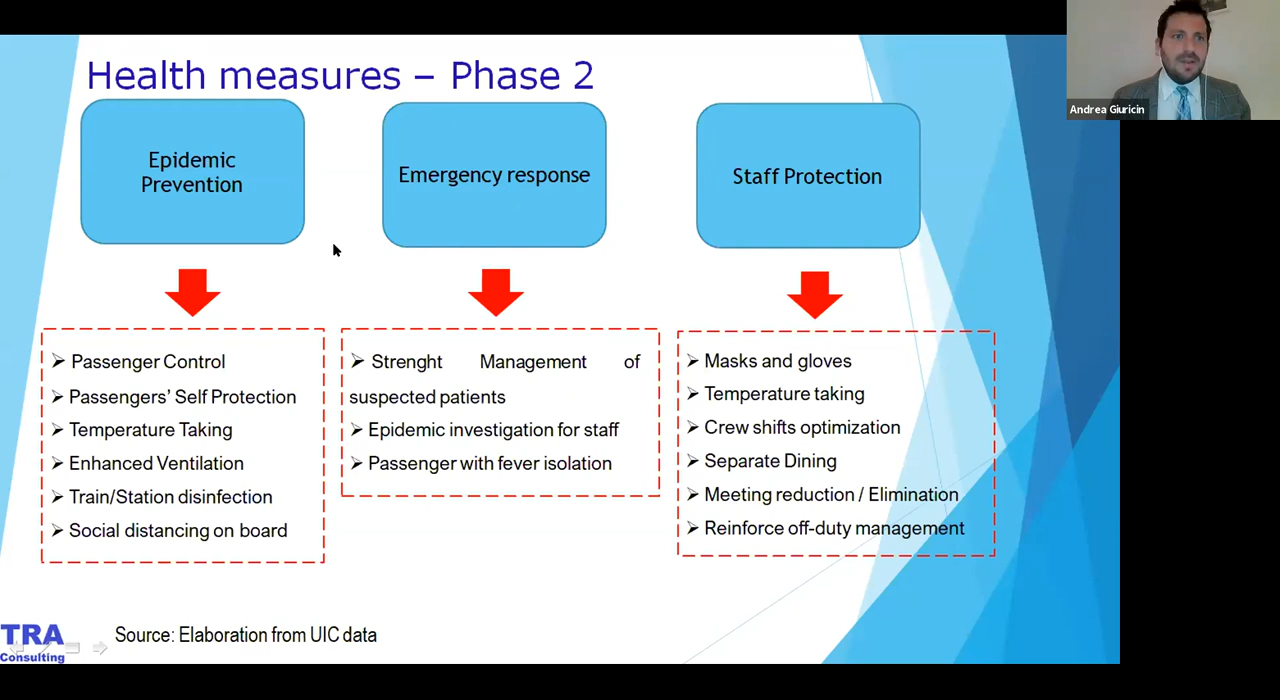 Health measures – Phase 2
Andrea Giuricin
Epidemic
Prevention
Emergency response
Staff Protection
➢ Passenger Control
➢ Passengers’ Self Protection
➢ Temperature Taking
➢ Enhanced Ventilation
➢ Train/Station disinfection
➢ Social distancing on board
➢ Strenght Management of
suspected patients
➢ Epidemic investigation for staff
➢ Passenger with fever isolation
➢ Masks and gloves
➢ Temperature taking
➢ Crew shifts optimization
➢ Separate Dining
➢ Meeting reduction / Elimination
➢ Reinforce off-duty management
TRA
Consulting
Source: Elaboration from UIC data